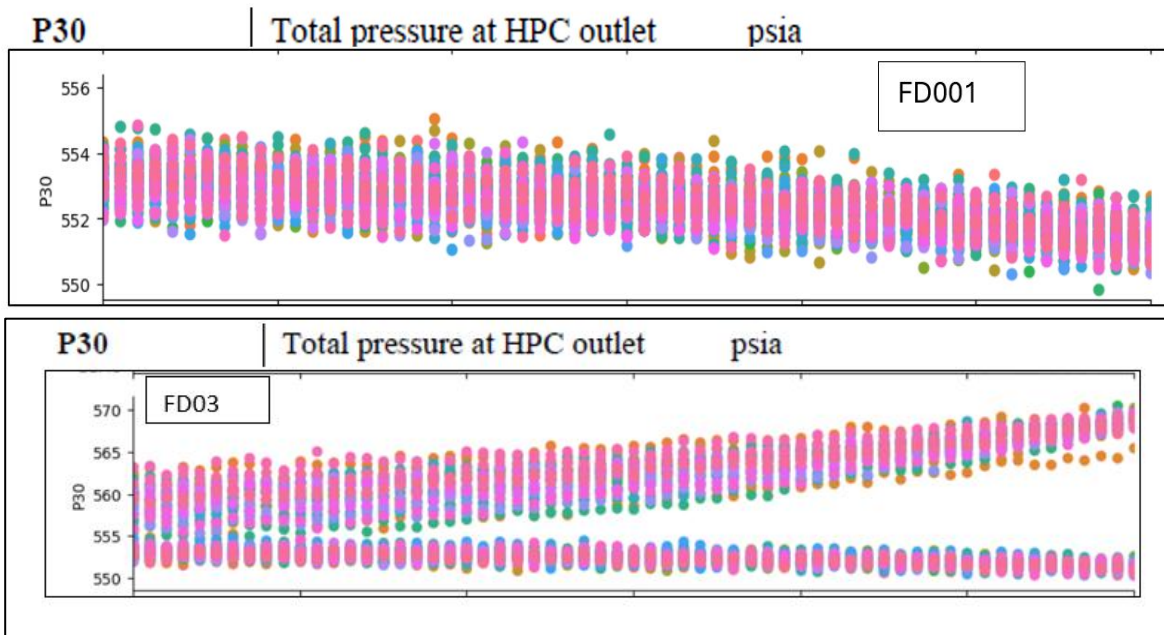 P30 Total pressure at HPC outlet psia
FD001
556
554
552
550
P30
P30 Total pressure at HPC outlet psia
FD03
570
565
560
555
550
P30